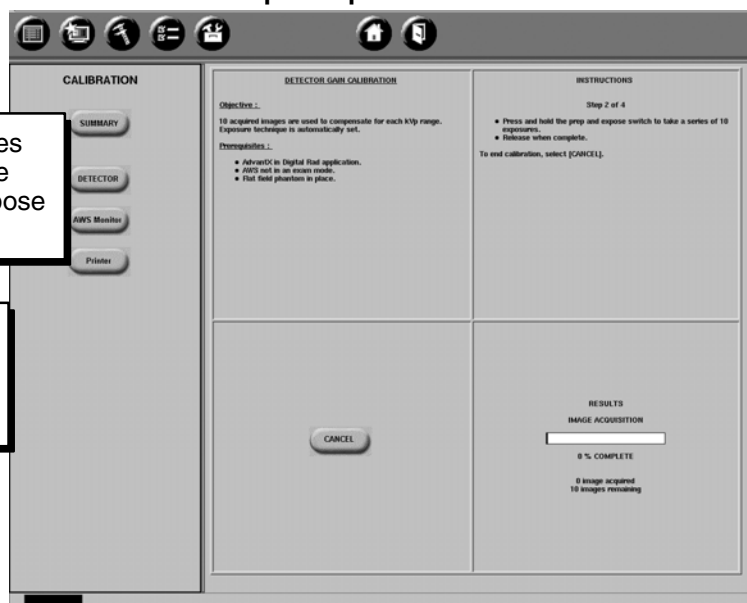 CALIBRATION
SUMMARY
DETECTOR
AWS Monitor
Printer
es
e
pose
DETECTOR GAIN CALIBRATION
Objective :
10 acquired images are used to compensate for each kVp range.
Exposure technique is automatically set.
Prerequisites :
• AdvantX in Digital Rad application.
• AWS not in an exam mode.
• Flat field phantom in place.
INSTRUCTIONS
Step 2 of 4
• Press and hold the prep and expose switch to take a series of 10
exposures.
• Release when complete.
To end calibration, select [CANCEL].
CANCEL
RESULTS
IMAGE ACQUISITION
0 % COMPLETE
0 image acquired
10 images remaining